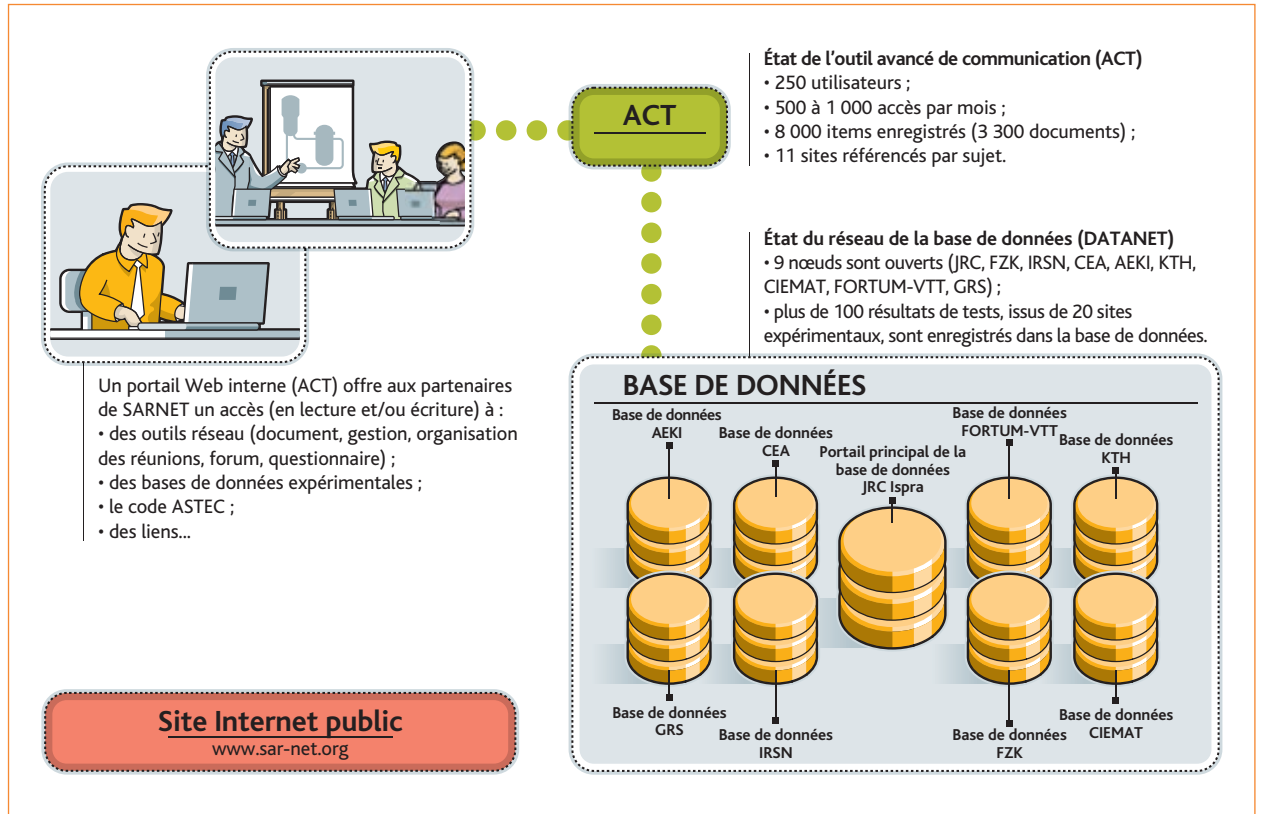 ACT
État de l'outil avancé de communication (ACT)
• 250 utilisateurs ;
• 500 à 1 000 accès par mois ;
• 8 000 items enregistrés (3 300 documents) ;
• 11 sites référencés par sujet.
État du réseau de la base de données (DATANET)
• 9 nœuds sont ouverts (JRC, FZK, IRSN, CEA, AEKI, KTH,
CIEMAT, FORTUM-VTT, GRS) ;
• plus de 100 résultats de tests, issus de 20 sites
expérimentaux, sont enregistrés dans la base de données.
Un portail Web interne (ACT) offre aux partenaires
de SARNET un accès (en lecture et/ou écriture) à :
• des outils réseau (document, gestion, organisation
des réunions, forum, questionnaire) ;
• des bases de données expérimentales ;
• le code ASTEC ;
• des liens...
BASE DE DONNÉES
Base de données
AEKI
Base de données
CEA
Portail principal de la
base de données
JRC Ispra
Base de données
FORTUM-VTT
Base de données
KTH
Base de données
GRS
Base de données
IRSN
Base de données
FZK
Base de données
CIEMAT
Site Internet public
www.sar-net.org